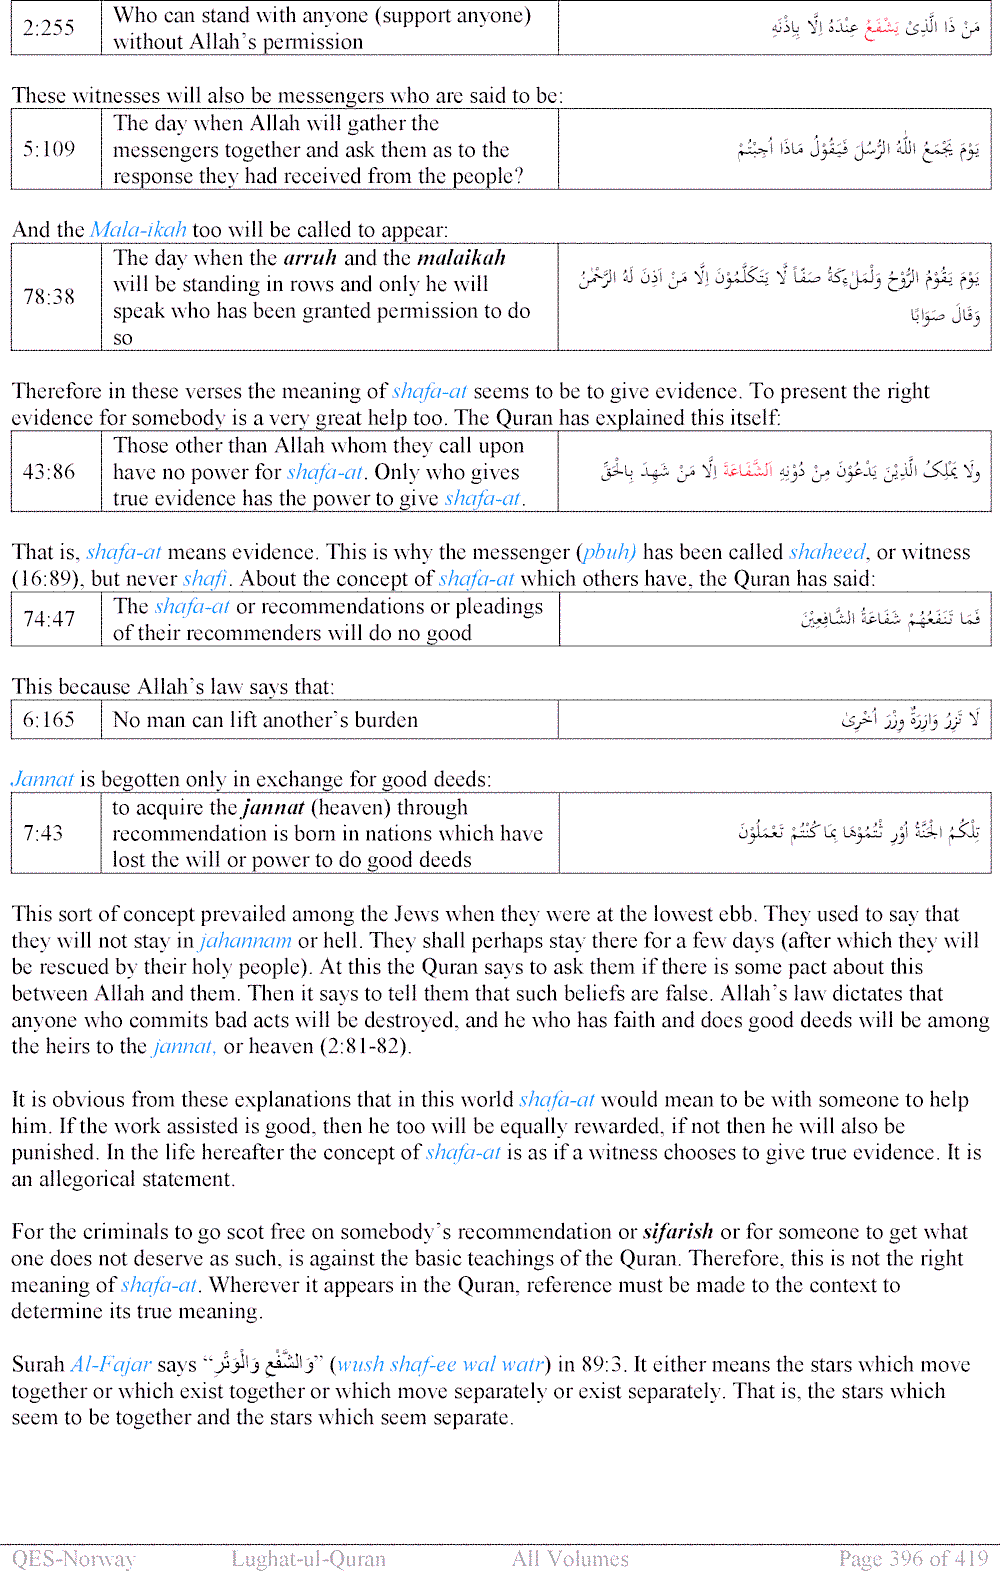 2:255
Who can stand with anyone (support anyone)
without Allah’s permission
مَنْ ذَا الَّذِیْ یَشْفَعُ عِنْدَهُ اِلَّا بِاِذْنَهِ
These witnesses will also be messengers who are said to be:
5:109
The day when Allah will gather the
messengers together and ask them as to the
response they had received from the people?
یَوْمَ یَجْمَعُ اللّٰهُ الرُّسُلَ فَیَقُوْلُ مَاذَا اُجِبْتُمْ
And the Mala-ikah too will be called to appear:
78:38
The day when the arruh and the malaikah
will be standing in rows and only he will
speak who has been granted permission to do
so
یَوْمَ یَقُوْمُ الرُّوْحُ وَلْمَلٰءِکَةُ صَفّاً لَّا یَتَکَلَّمُوْنَ اِلَّا مَنْ اَذِنَ لَهُ الرَّحْمٰنُ
وَقَالَ صَوَابًا
Therefore in these verses the meaning of shafa-at seems to be to give evidence. To present the right
evidence for somebody is a very great help too. The Quran has explained this itself:
43:86
Those other than Allah whom they call upon
have no power for shafa-at. Only who gives
true evidence has the power to give shafa-at.
ولَا یَمْلِکُ الَّذِیْنَ یَدْعُوْنَ مِنْ دُوْنِهِ اَلشَّفَاعَةَ اِلَّا مَنْ شَهِدَ بِالْحَقَّ
That is, shafa-at means evidence. This is why the messenger (pbuh) has been called shaheed, or witness
(16:89), but never shafi. About the concept of shafa-at which others have, the Quran has said:
74:47
The shafa-at or recommendations or pleadings
of their recommenders will do no good
فَمَا تَنَفَعُهُمْ شَفَاعَةُ الشَّافِعِیْنَ
This because Allah’s law says that:
6:165
No man can lift another’s burden
لَا تَزِرُ وَازِرَةٌ وِزْرَ اُخْرِیٰ
Jannat is begotten only in exchange for good deeds:
7:43
to acquire the jannat (heaven) through
recommendation is born in nations which have
lost the will or power to do good deeds
تِلْکُمُ الْجَنَّةُ اُوْرِ ثْتُمُوْهَا بِمَا کُنْتُمْ تَعْمَلُوْنَ
This sort of concept prevailed among the Jews when they were at the lowest ebb. They used to say that
they will not stay in jahannam or hell. They shall perhaps stay there for a few days (after which they will
be rescued by their holy people). At this the Quran says to ask them if there is some pact about this
between Allah and them. Then it says to tell them that such beliefs are false. Allah’s law dictates that
anyone who commits bad acts will be destroyed, and he who has faith and does good deeds will be among
the heirs to the jannat, or heaven (2:81-82).
It is obvious from these explanations that in this world shafa-at would mean to be with someone to help
him. If the work assisted is good, then he too will be equally rewarded, if not then he will also be
punished. In the life hereafter the concept of shafa-at is as if a witness chooses to give true evidence. It is
an allegorical statement.
For the criminals to go scot free on somebody’s recommendation or sifarish or for someone to get what
one does not deserve as such, is against the basic teachings of the Quran. Therefore, this is not the right
meaning of shafa-at. Wherever it appears in the Quran, reference must be made to the context to
determine its true meaning.
Surah Al-Fajar says “وَالشَّفْعِ وَالْوَتْرِ” (wush shaf-ee wal watr) in 89:3. It either means the stars which move
together or which exist together or which move separately or exist separately. That is, the stars which
seem to be together and the stars which seem separate.
QES-Norway Lughat-ul-Quran All Volumes Page 396 of 419